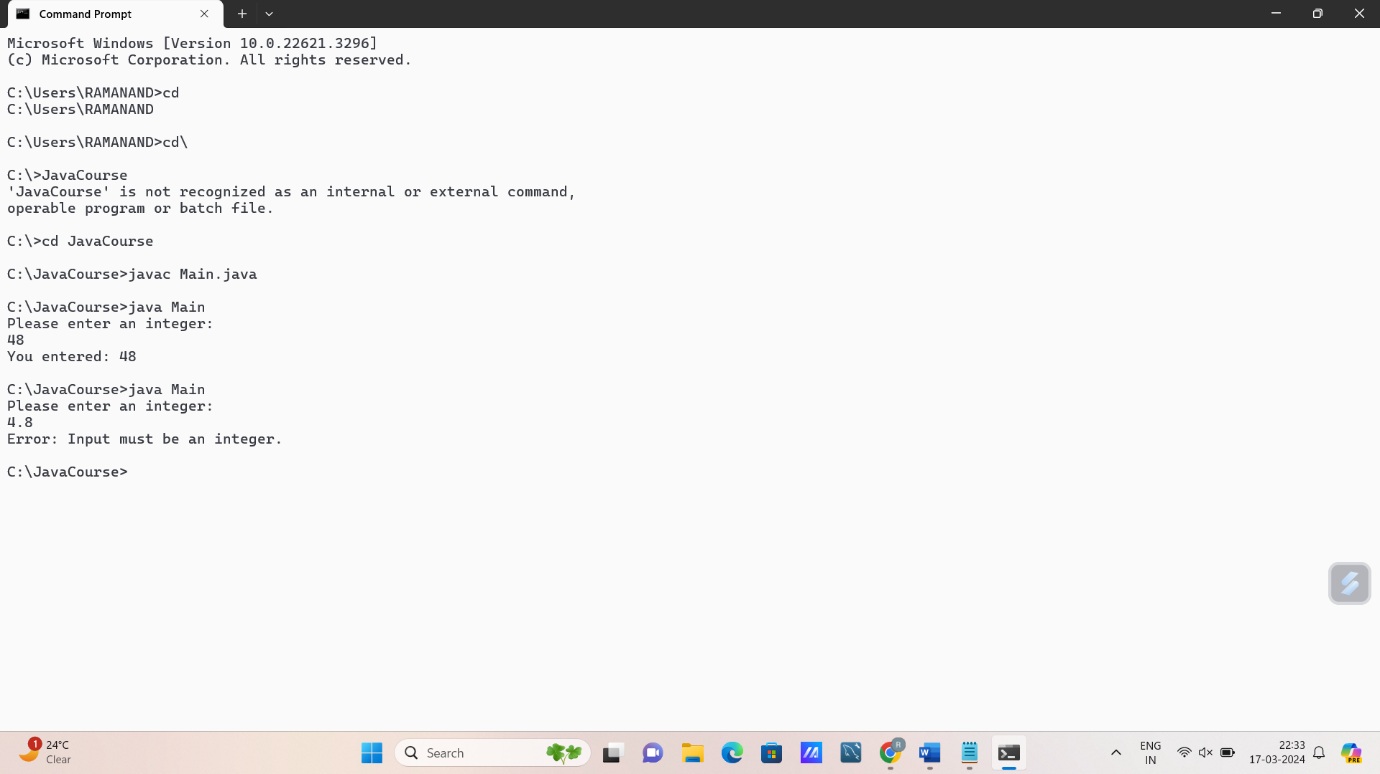 Command Prompt
Microsoft Windows [Version 10.0.22621.3296]
(c) Microsoft Corporation. All rights reserved.
C:\Users\RAMANAND>cd
C:\Users\RAMANAND
C:\Users\RAMANAND>cd\
C:\>JavaCourse
'JavaCourse' is not recognized as an internal or external command,
operable program or batch file.
C:\>cd JavaCourse
C:\JavaCourse>javac Main.java
C:\JavaCourse>java Main
Please enter an integer:
48
You entered: 48
C:\JavaCourse>java Main
Please enter an integer:
4.8
Error: Input must be an integer.
C:\JavaCourse>
1
24°C
Clear
Search
R
W
ENG
IN
22:33
17-03-2024
PRE